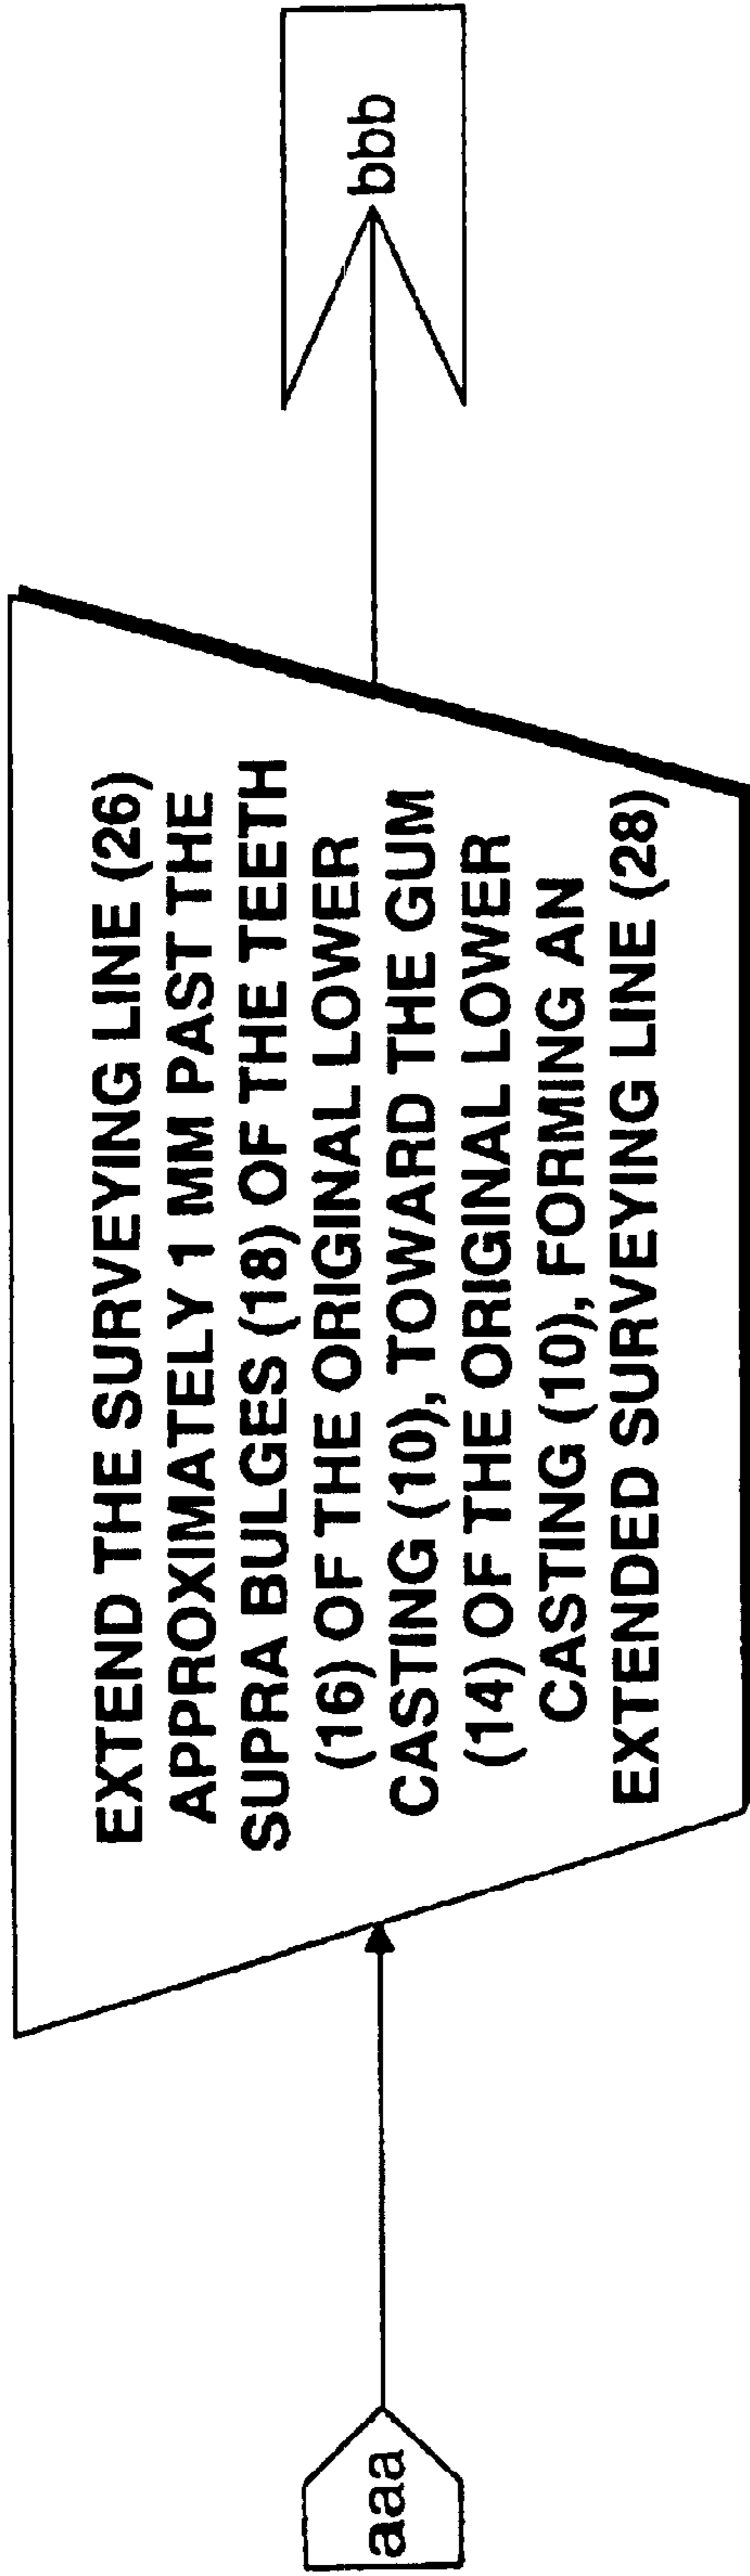 aaa
EXTEND THE SURVEYING LINE (26)
APPROXIMATELY 1 MM PAST THE
SUPRA BULGES (18) OF THE TEETH
(16) OF THE ORIGINAL LOWER
CASTING (10), TOWARD THE GUM
(14) OF THE ORIGINAL LOWER
CASTING (10), FORMING AN
EXTENDED SURVEYING LINE (28)
bbb